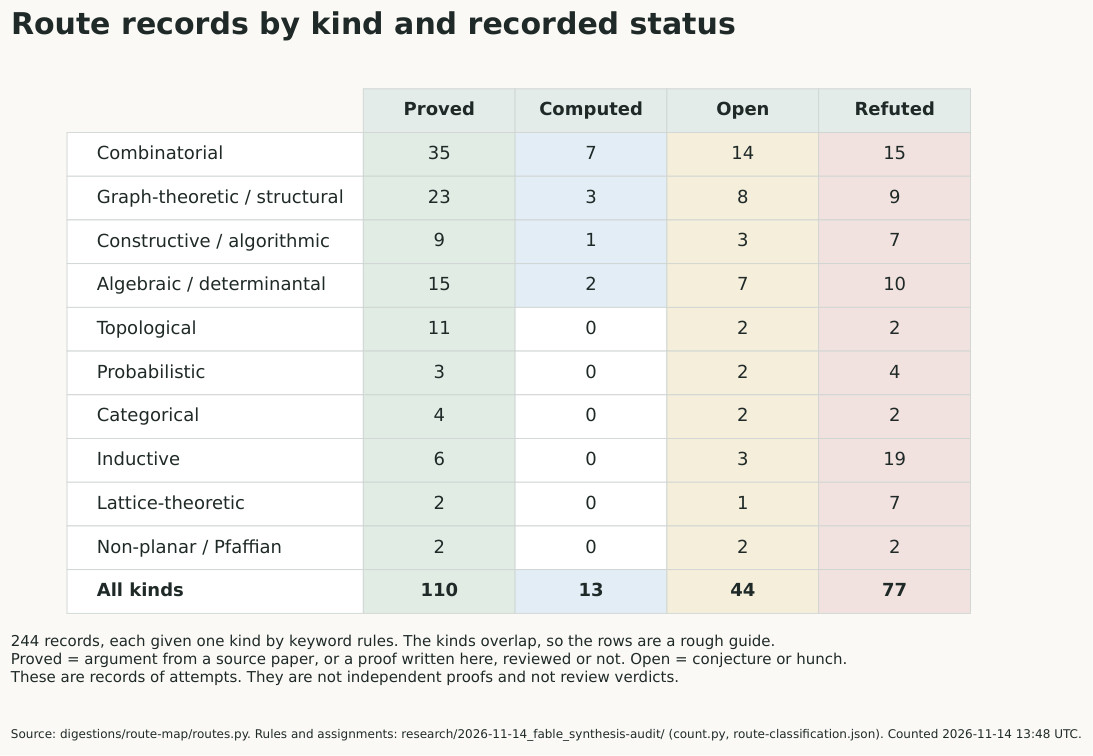 Route records by kind and recorded status
Proved Computed Open Refuted
Combinatorial 35 7 14 15
Graph-theoretic / structural 23 3 8 9
Constructive / algorithmic 9 1 3 7
Algebraic / determinantal 15 2 7 10
Topological 11 0 2 2
Probabilistic 3 0 2 4
Categorical 4 0 2 2
Inductive 6 0 3 19
Lattice-theoretic 2 0 1 7
Non-planar / Pfaffian 2 0 2 2
All kinds 110 13 44 77
244 records, each given one kind by keyword rules. The kinds overlap, so the rows are a rough guide.
Proved = argument from a source paper, or a proof written here, reviewed or not. Open = conjecture or hunch.
These are records of attempts. They are not independent proofs and not review verdicts.
Source: digestions/route-map/routes.py. Rules and assignments: research/2026-11-14_fable_synthesis-audit/ (count.py, route-classification.json). Counted 2026-11-14 13:48 UTC.